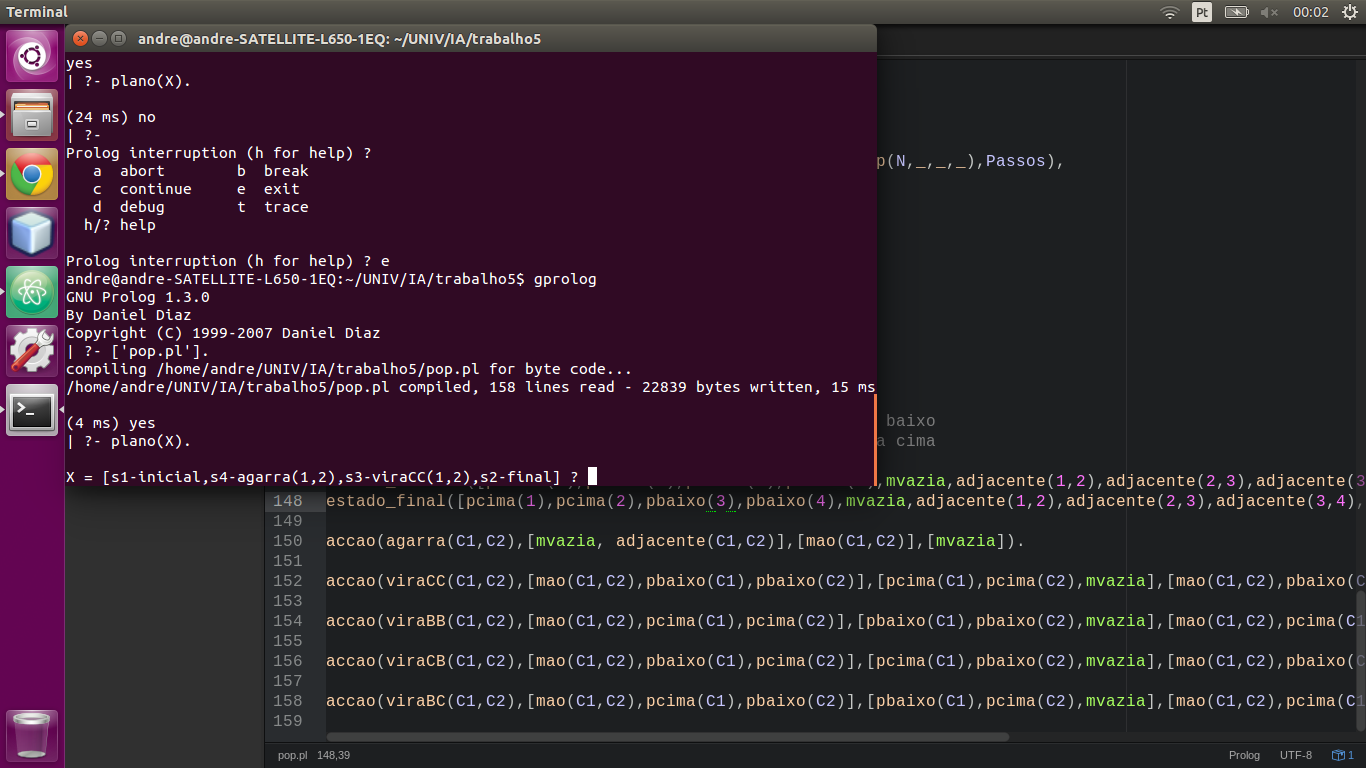 Terminal
Pt
00:02
andre@andre-SATELLITE-L650-1EQ: ~/UNIV/IA/trabalho5
yes
| ?- plano(X).
(24 ms) no
| ?-
Prolog interruption (h for help) ?
a abort b break
c continue e exit
d debug t trace
h/? help
Prolog interruption (h for help) ? e
andre@andre-SATELLITE-L650-1EQ:~/UNIV/IA/trabalho5$ gprolog
GNU Prolog 1.3.0
By Daniel Diaz
Copyright (C) 1999-2007 Daniel Diaz
| ?- ['pop.pl'].
compiling /home/andre/UNIV/IA/trabalho5/pop.pl for byte code...
/home/andre/UNIV/IA/trabalho5/pop.pl compiled, 158 lines read - 22839 bytes written, 15 ms
(4 ms) yes
| ?- plano(X).
X = [s1-inicial,s4-agarra(1,2),s3-viraCC(1,2),s2-final] ?
p(N,_,_,_),Passos),
baixo
a cima
,mvazia,adjacente(1,2),adjacente(2,3),adjacente(3
148 estado_final([pcima(1),pcima(2),pbaixo(3),pbaixo(4),mvazia,adjacente(1,2),adjacente(2,3),adjacente(3,4),
149
150 accao(agarra(C1,C2),[mvazia, adjacente(C1,C2)],[mao(C1,C2)],[mvazia]).
151
152 accao(viraCC(C1,C2),[mao(C1,C2),pbaixo(C1),pbaixo(C2)],[pcima(C1),pcima(C2),mvazia],[mao(C1,C2),pbaixo(C
153
154 accao(viraBB(C1,C2),[mao(C1,C2),pcima(C1),pcima(C2)],[pbaixo(C1),pbaixo(C2),mvazia],[mao(C1,C2),pcima(C1
155
156 accao(viraCB(C1,C2),[mao(C1,C2),pbaixo(C1),pcima(C2)],[pcima(C1),pbaixo(C2),mvazia],[mao(C1,C2),pbaixo(C
157
158 accao(viraBC(C1,C2),[mao(C1,C2),pcima(C1),pbaixo(C2)],[pbaixo(C1),pcima(C2),mvazia],[mao(C1,C2),pcima(C1
159
pop.pl 148,39
Prolog UTF-8 1